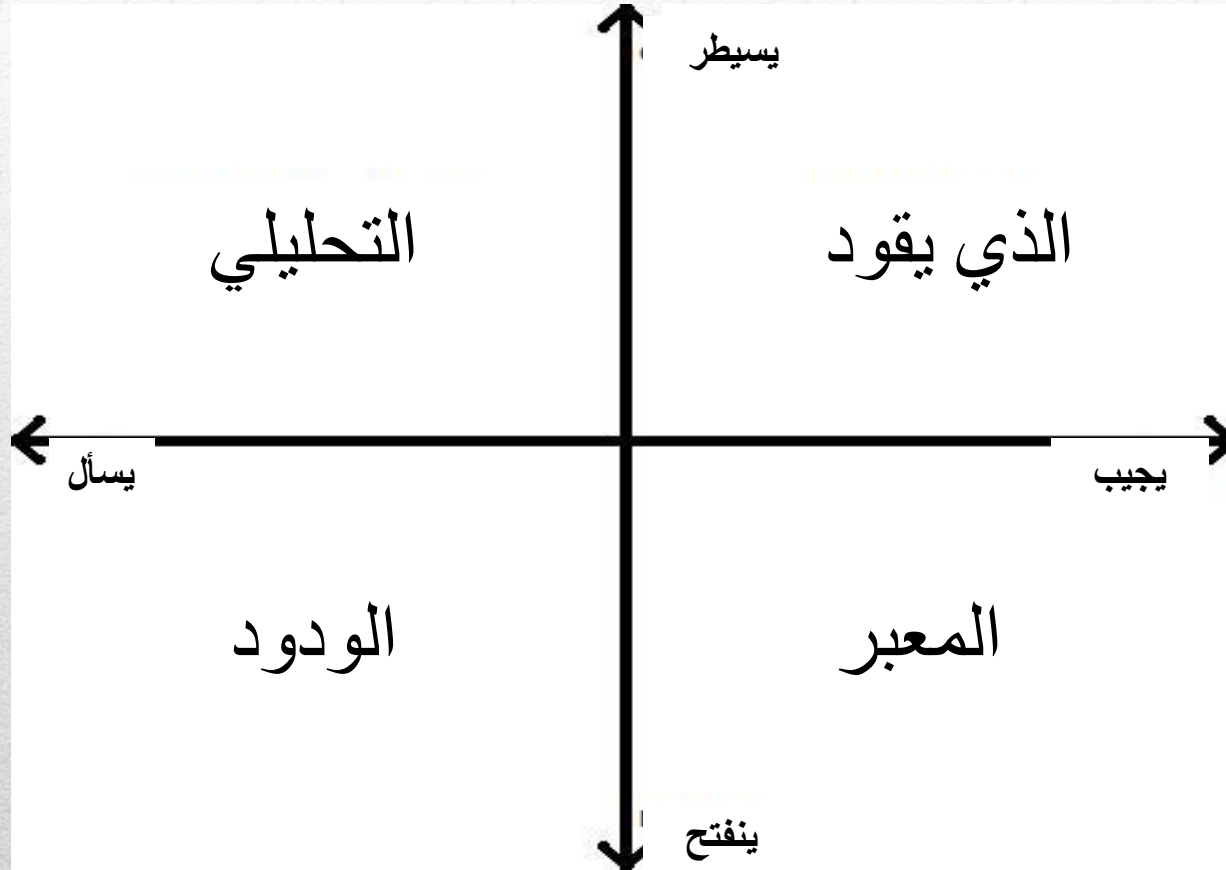 يسيطر
الذي يقود
التحليلي
يجيب
يسأل
المعبر
الودود
ينفتح